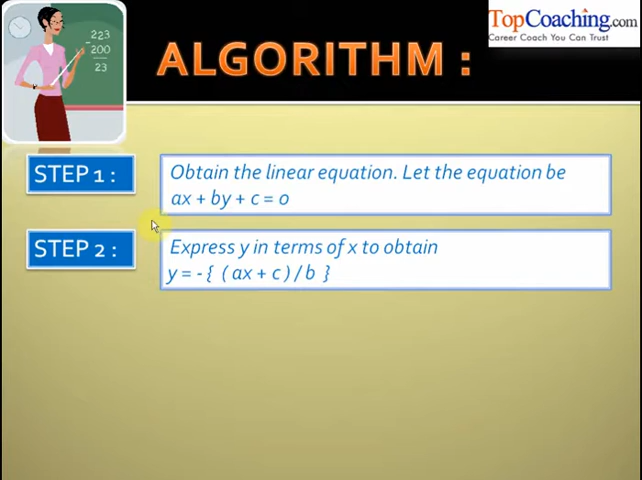 TopCoaching.com
Career Coach You Can Trust
223
- 200
23
ALGORITHM :
STEP 1 :
Obtain the linear equation. Let the equation be
ax + by + c = 0
STEP 2 :
Express y in terms of x to obtain
y = - { ( ax + c ) / b }